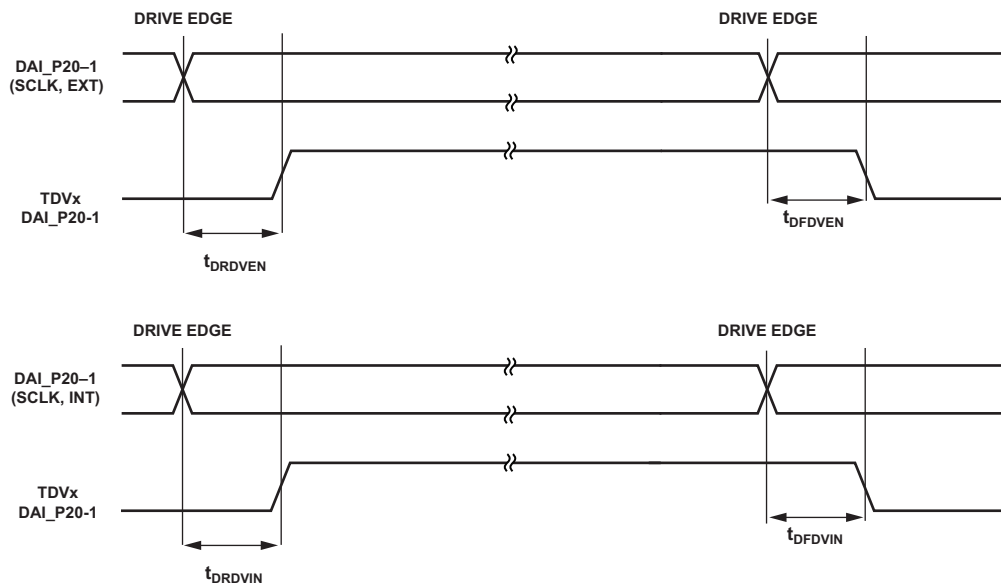 DRIVE EDGE DRIVE EDGE
DAI_P20–1
(SCLK, EXT)
TDVx
DAI_P20-1
tDFDVEN
tDRDVEN
DRIVE EDGE DRIVE EDGE
DAI_P20–1
(SCLK, INT)
TDVx
DAI_P20-1
tDFDVIN
tDRDVIN